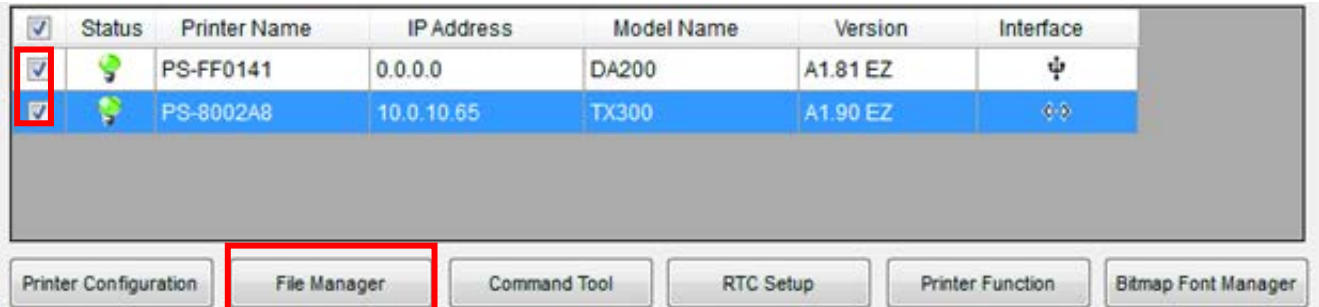 Status Printer Name IP Address Model Name Version Interface
PS-FF0141 0.0.0.0 DA200 A1.81 EZ
PS-8002A8 10.0.10.65 TX300 A1.90 EZ
Printer Configuration File Manager Command Tool RTC Setup Printer Function Bitmap Font Manager